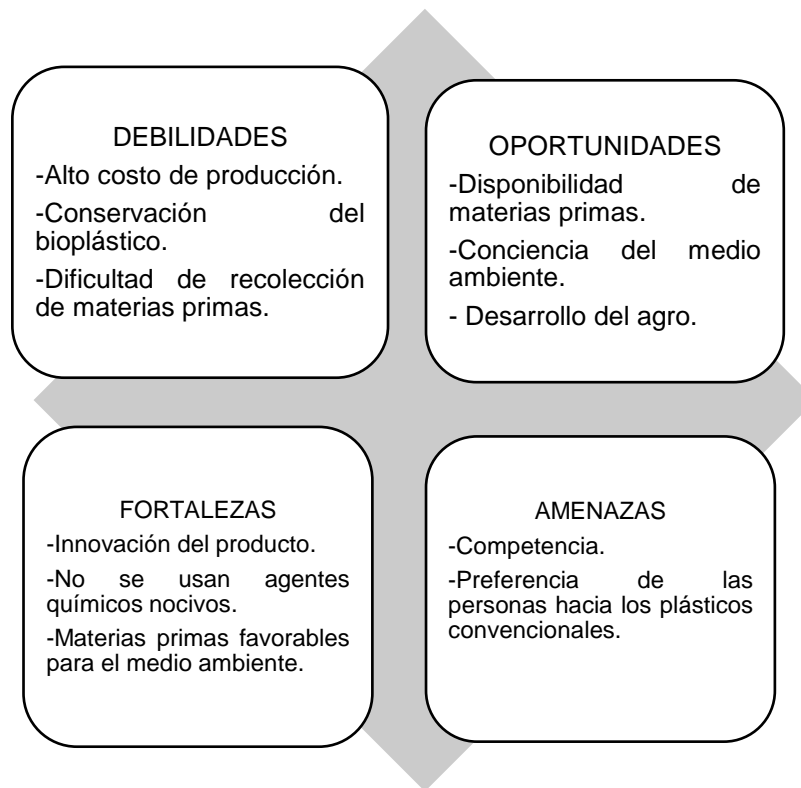 DEBILIDADES
-Alto costo de producción.
-Conservación del
bioplástico.
-Dificultad de recolección
de materias primas.
OPORTUNIDADES
-Disponibilidad de
materias primas.
-Conciencia del medio
ambiente.
- Desarrollo del agro.
FORTALEZAS
-Innovación del producto.
-No se usan agentes
químicos nocivos.
-Materias primas favorables
para el medio ambiente.
AMENAZAS
-Competencia.
-Preferencia de las
personas hacia los plásticos
convencionales.